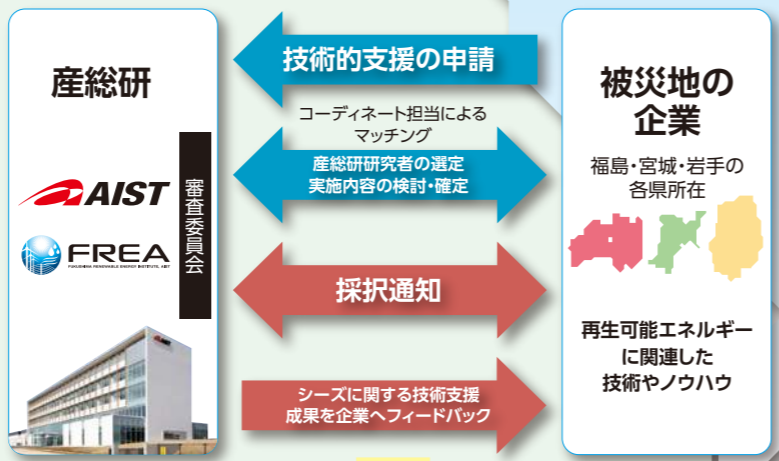 産総研
AIST
FREA
FUKUSHIMA RENEWABLE ENERGY INSTITUTE, AIST
審査委員会
技術的支援の申請
コーディネート担当による
マッチング
産総研研究者の選定
実施内容の検討・確定
採択通知
シーズに関する技術支援
成果を企業へフィードバック
被災地の
企業
福島・宮城・岩手の
各県所在
再生可能エネルギー
に関連した
技術やノウハウ